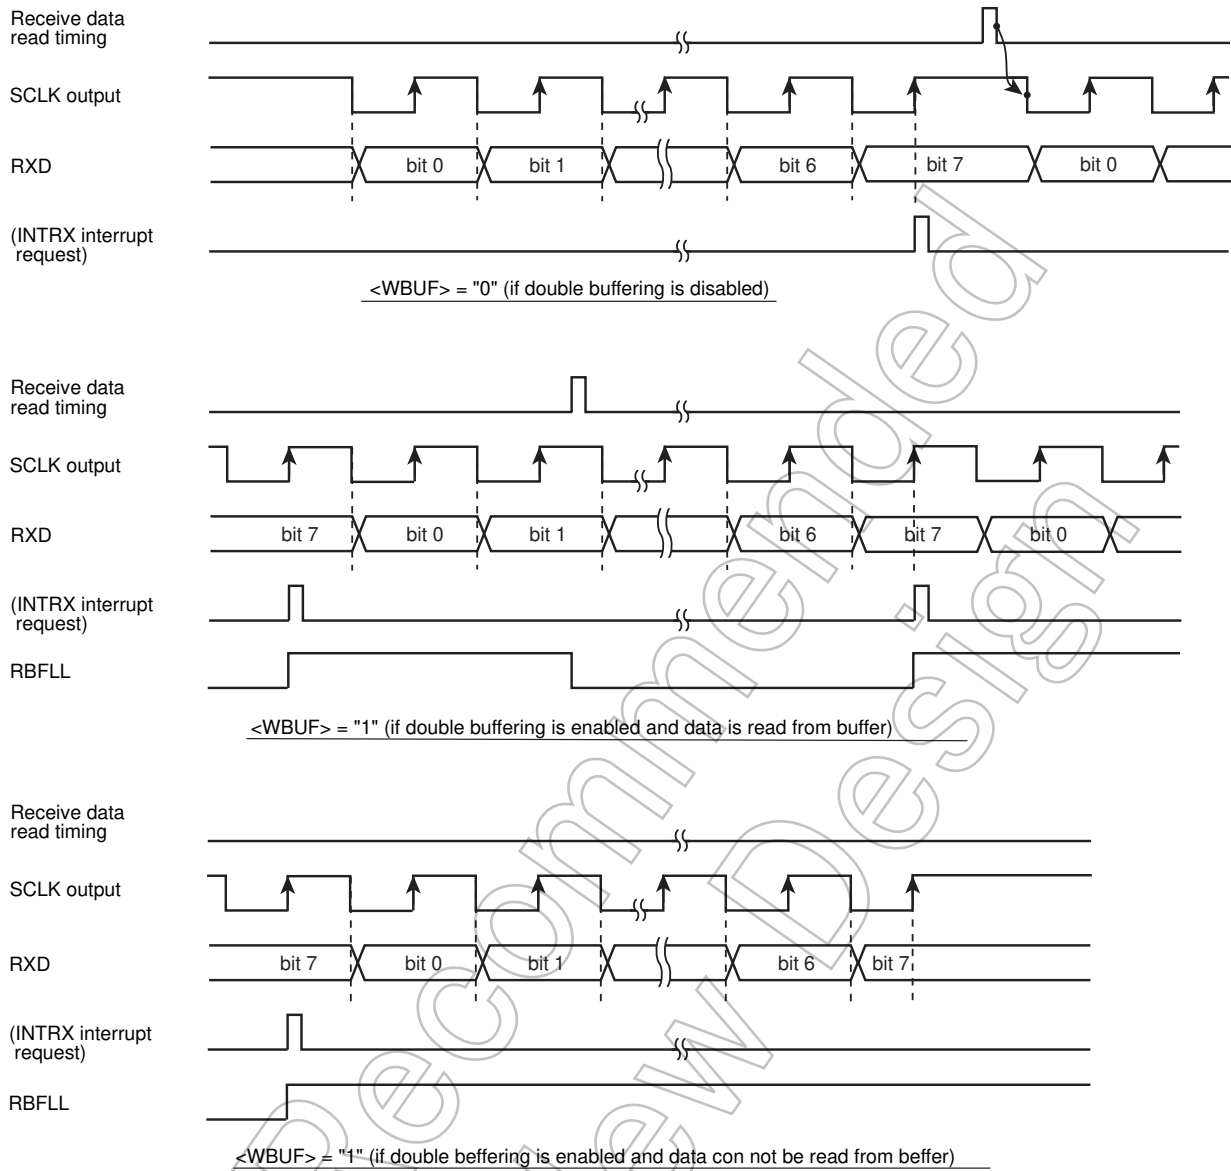 Receive data
read timing
SCLK output
RXD bit 0 bit 1 bit 6 bit 7 bit 0
(INTRX interrupt
request)
<WBUF> = "0" (if double buffering is disabled)
Receive data
read timing
SCLK output
RXD bit 7 bit 0 bit 1 bit 6 bit 7 bit 0
(INTRX interrupt
request)
RBFLL
<WBUF> = "1" (if double buffering is enabled and data is read from buffer)
Receive data
read timing
SCLK output
RXD bit 7 bit 0 bit 1 bit 6 bit 7
(INTRX interrupt
request)
RBFLL
<WBUF> = "1" (if double beffering is enabled and data con not be read from beffer)
Recommended
Design